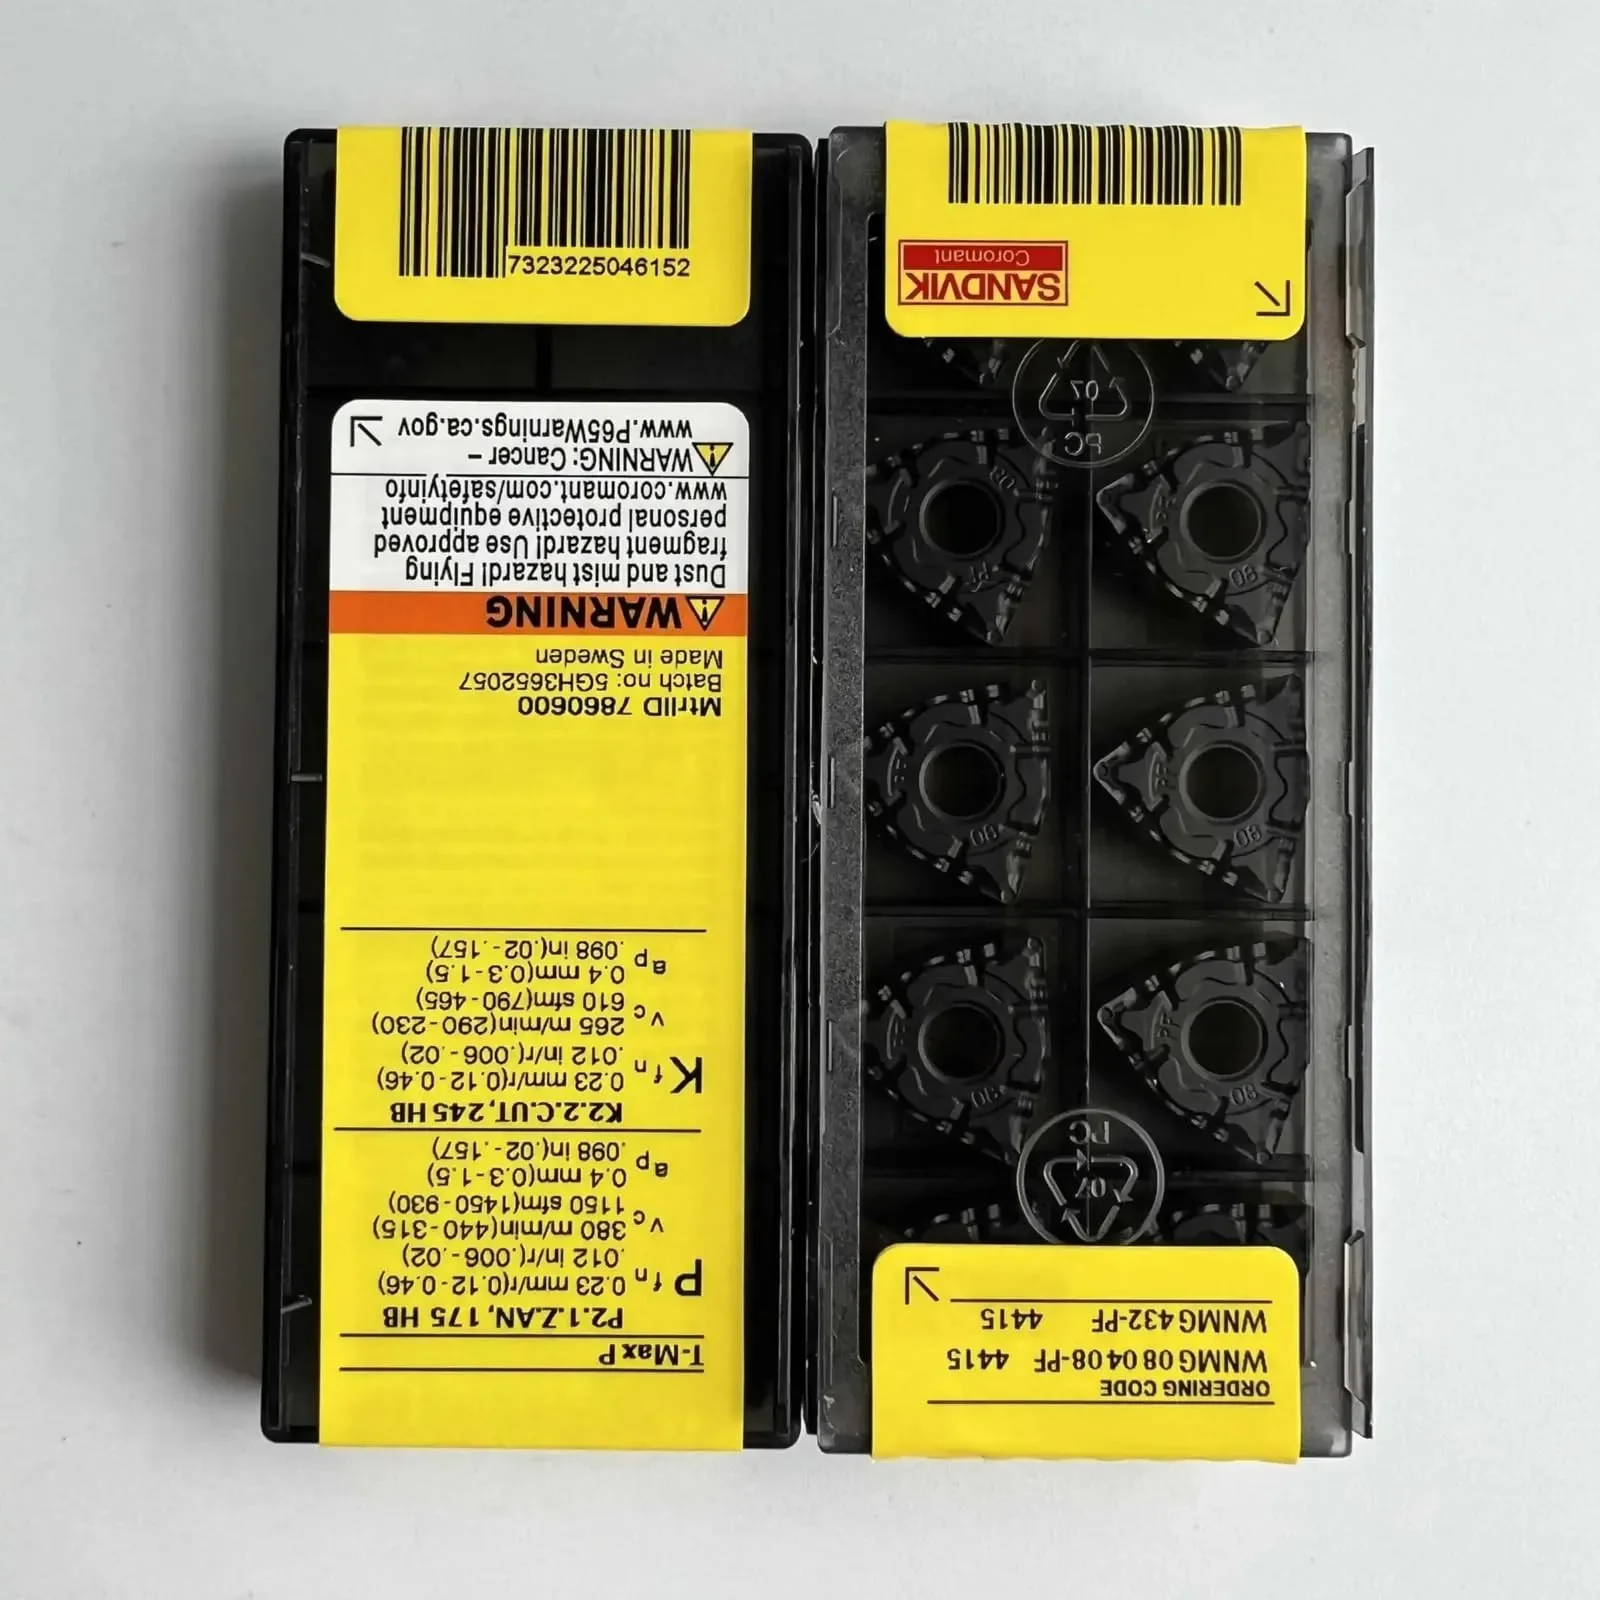 7323225046152
WARNING
Dust and mist hazard! Flying
fragment hazard! Use approved
personal protective equipment
www.coromant.com/safetyinfo
WARNING: Cancer –
www.P65Warnings.ca.gov
T-Max P
P2.1.Z.AN, 175 HB
P fn 0.23 mm/r(0.12-0.46)
.012 in/r(.006-.02)
vc 380 m/min(440-315)
1150 sfm(1450-930)
ap 0.4 mm(0.3-1.5)
.098 in(.02-.157)
K2.2.C.UT, 245 HB
K fn 0.23 mm/r(0.12-0.46)
.012 in/r(.006-.02)
vc 265 m/min(290-230)
610 sfm(790-465)
ap 0.4 mm(0.3-1.5)
.098 in(.02-.157)
MtrlID 7860600
Batch no: 5GH3652057
Made in Sweden
ORDERING CODE
WNMG 08 04 08-PF 4415
WNMG 432-PF 4415
SANDVIK
Coromant
07
PC
07
PC
PF
PF
PF
PF
PF